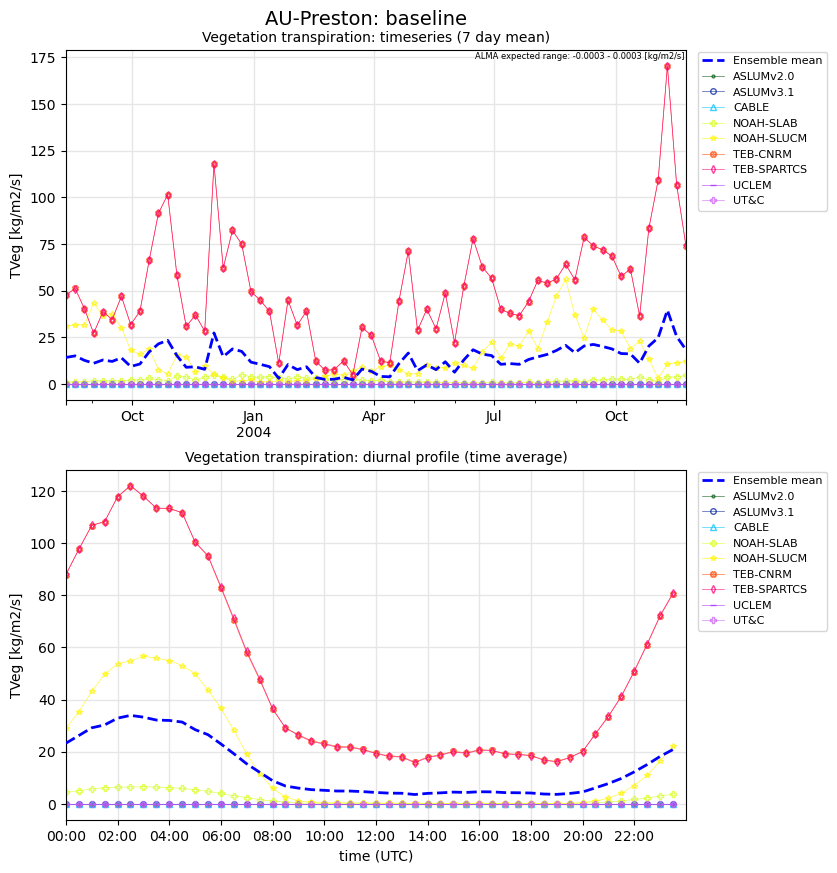 AU-Preston: baseline
Vegetation transpiration: timeseries (7 day mean)
ALMA expected range: -0.0003 - 0.0003 [kg/m2/s]
TVeg [kg/m2/s]
175
150
125
100
75
50
25
0
Oct
Jan
2004
Apr
Jul
Oct
Ensemble mean
ASLUMv2.0
ASLUMv3.1
CABLE
NOAH-SLAB
NOAH-SLUCM
TEB-CNRM
TEB-SPARTCS
UCLEM
UT&C
Vegetation transpiration: diurnal profile (time average)
TVeg [kg/m2/s]
120
100
80
60
40
20
0
00:00 02:00 04:00 06:00 08:00 10:00 12:00 14:00 16:00 18:00 20:00 22:00
time (UTC)
Ensemble mean
ASLUMv2.0
ASLUMv3.1
CABLE
NOAH-SLAB
NOAH-SLUCM
TEB-CNRM
TEB-SPARTCS
UCLEM
UT&C